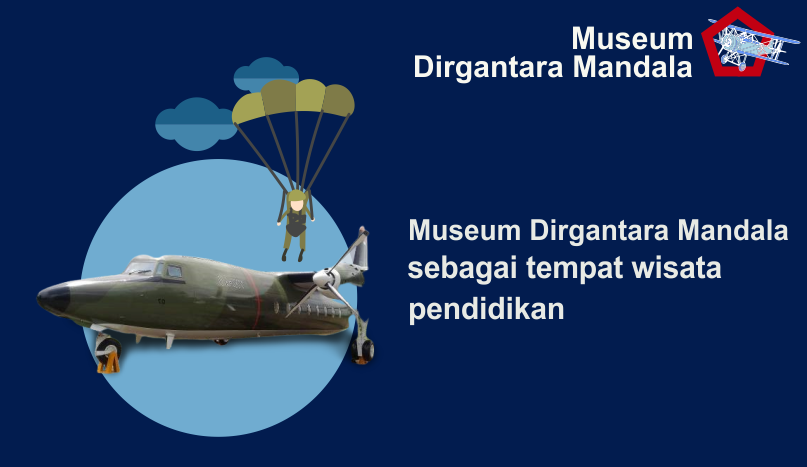 Museum
Dirgantara Mandala
Museum Dirgantara Mandala
sebagai tempat wisata
pendidikan